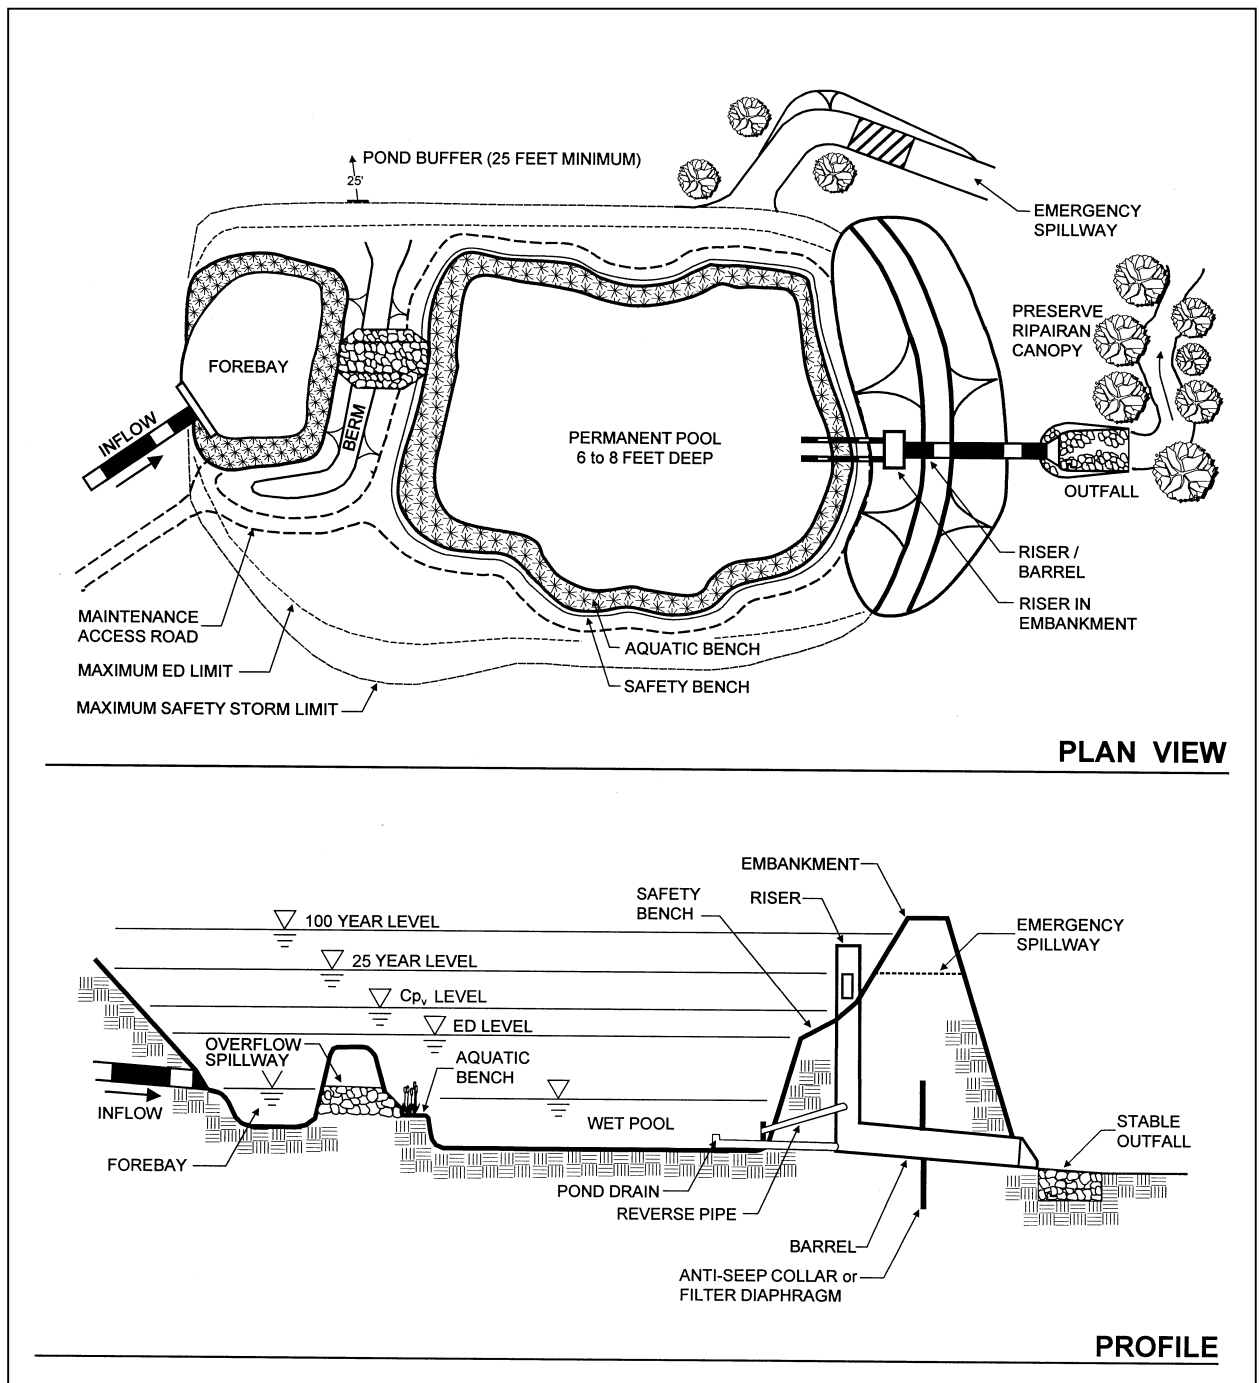 POND BUFFER (25 FEET MINIMUM)
25'
EMERGENCY
SPILLWAY
PRESERVE
RIPAIRAN
CANOPY
FOREBAY
INFLOW
BERM
PERMANENT POOL
6 to 8 FEET DEEP
OUTFALL
RISER /
BARREL
RISER IN
EMBANKMENT
MAINTENANCE
ACCESS ROAD
AQUATIC BENCH
MAXIMUM ED LIMIT
SAFETY BENCH
MAXIMUM SAFETY STORM LIMIT
PLAN VIEW
EMBANKMENT
SAFETY
BENCH
RISER
100 YEAR LEVEL
EMERGENCY
SPILLWAY
25 YEAR LEVEL
Cpv LEVEL
ED LEVEL
OVERFLOW
SPILLWAY
AQUATIC
BENCH
INFLOW
WET POOL
STABLE
OUTFALL
FOREBAY
POND DRAIN
REVERSE PIPE
BARREL
ANTI-SEEP COLLAR or
FILTER DIAPHRAGM
PROFILE